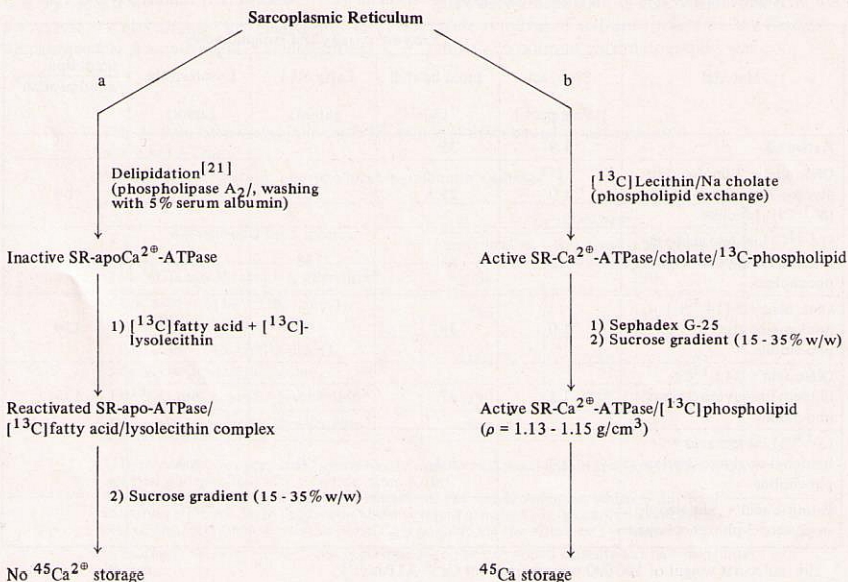 Sarcoplasmic Reticulum
a
b
Delipidation[21]
(phospholipase A2/, washing
with 5% serum albumin)
[13C]Lecithin/Na cholate
(phospholipid exchange)
Inactive SR-apoCa2⊕-ATPase
Active SR-Ca2⊕-ATPase/cholate/13C-phospholipid
1) [13C]fatty acid + [13C]-
lysolecithin
1) Sephadex G-25
2) Sucrose gradient (15 - 35% w/w)
Reactivated SR-apo-ATPase/
[13C]fatty acid/lysolecithin complex
Active SR-Ca2⊕-ATPase/[13C]phospholipid
(ρ = 1.13 - 1.15 g/cm3)
2) Sucrose gradient (15 - 35% w/w)
No 45Ca2⊕ storage
45Ca storage